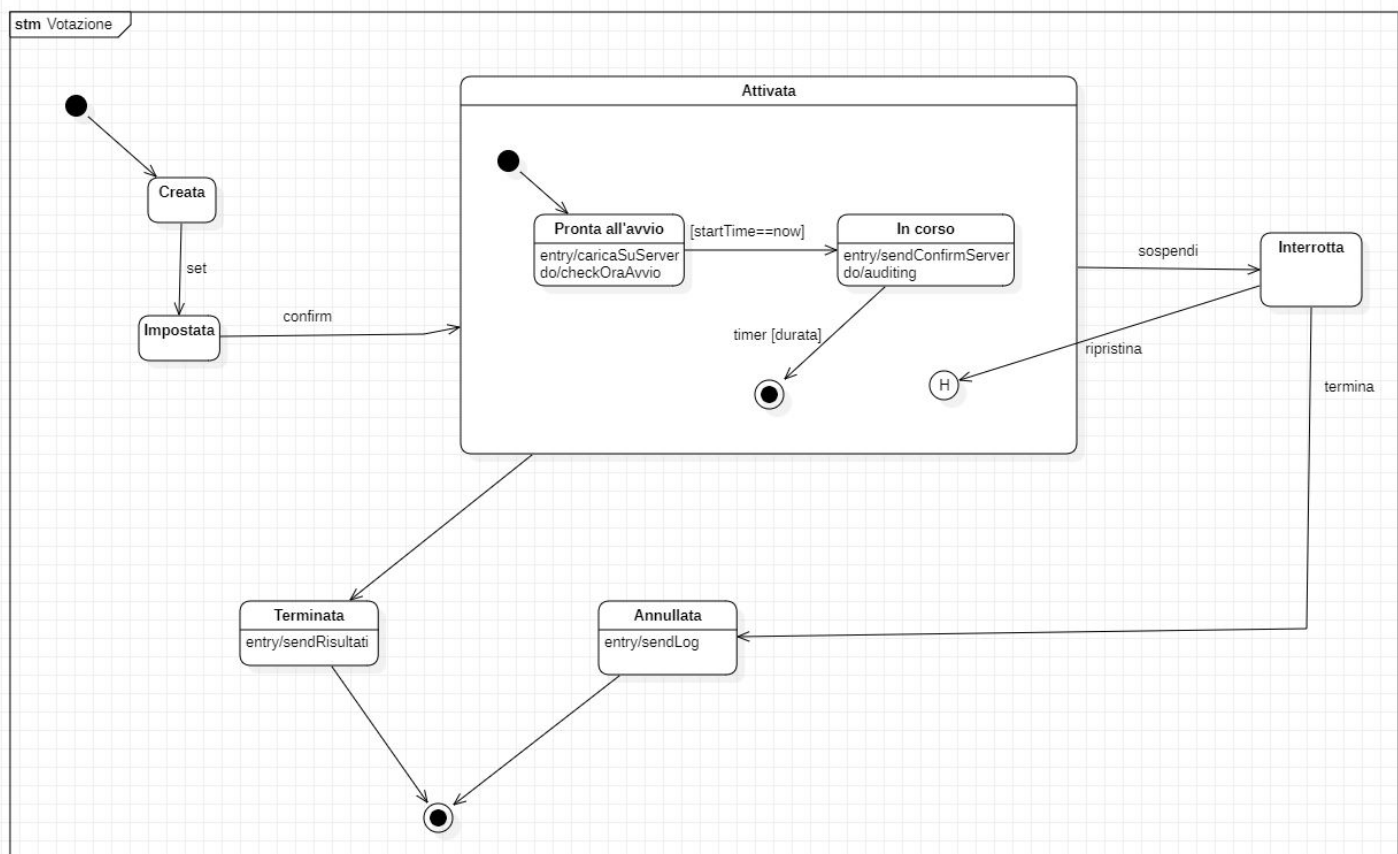 stm Votazione
Attivata
Creata
set
Impostata
confirm
Pronta all'avvio
entry/caricaSuServer
do/checkOraAvvio
[startTime==now]
In corso
entry/sendConfirmServer
do/auditing
timer [durata]
H
sospendi
Interrotta
ripristina
termina
Terminata
entry/sendRisultati
Annullata
entry/sendLog